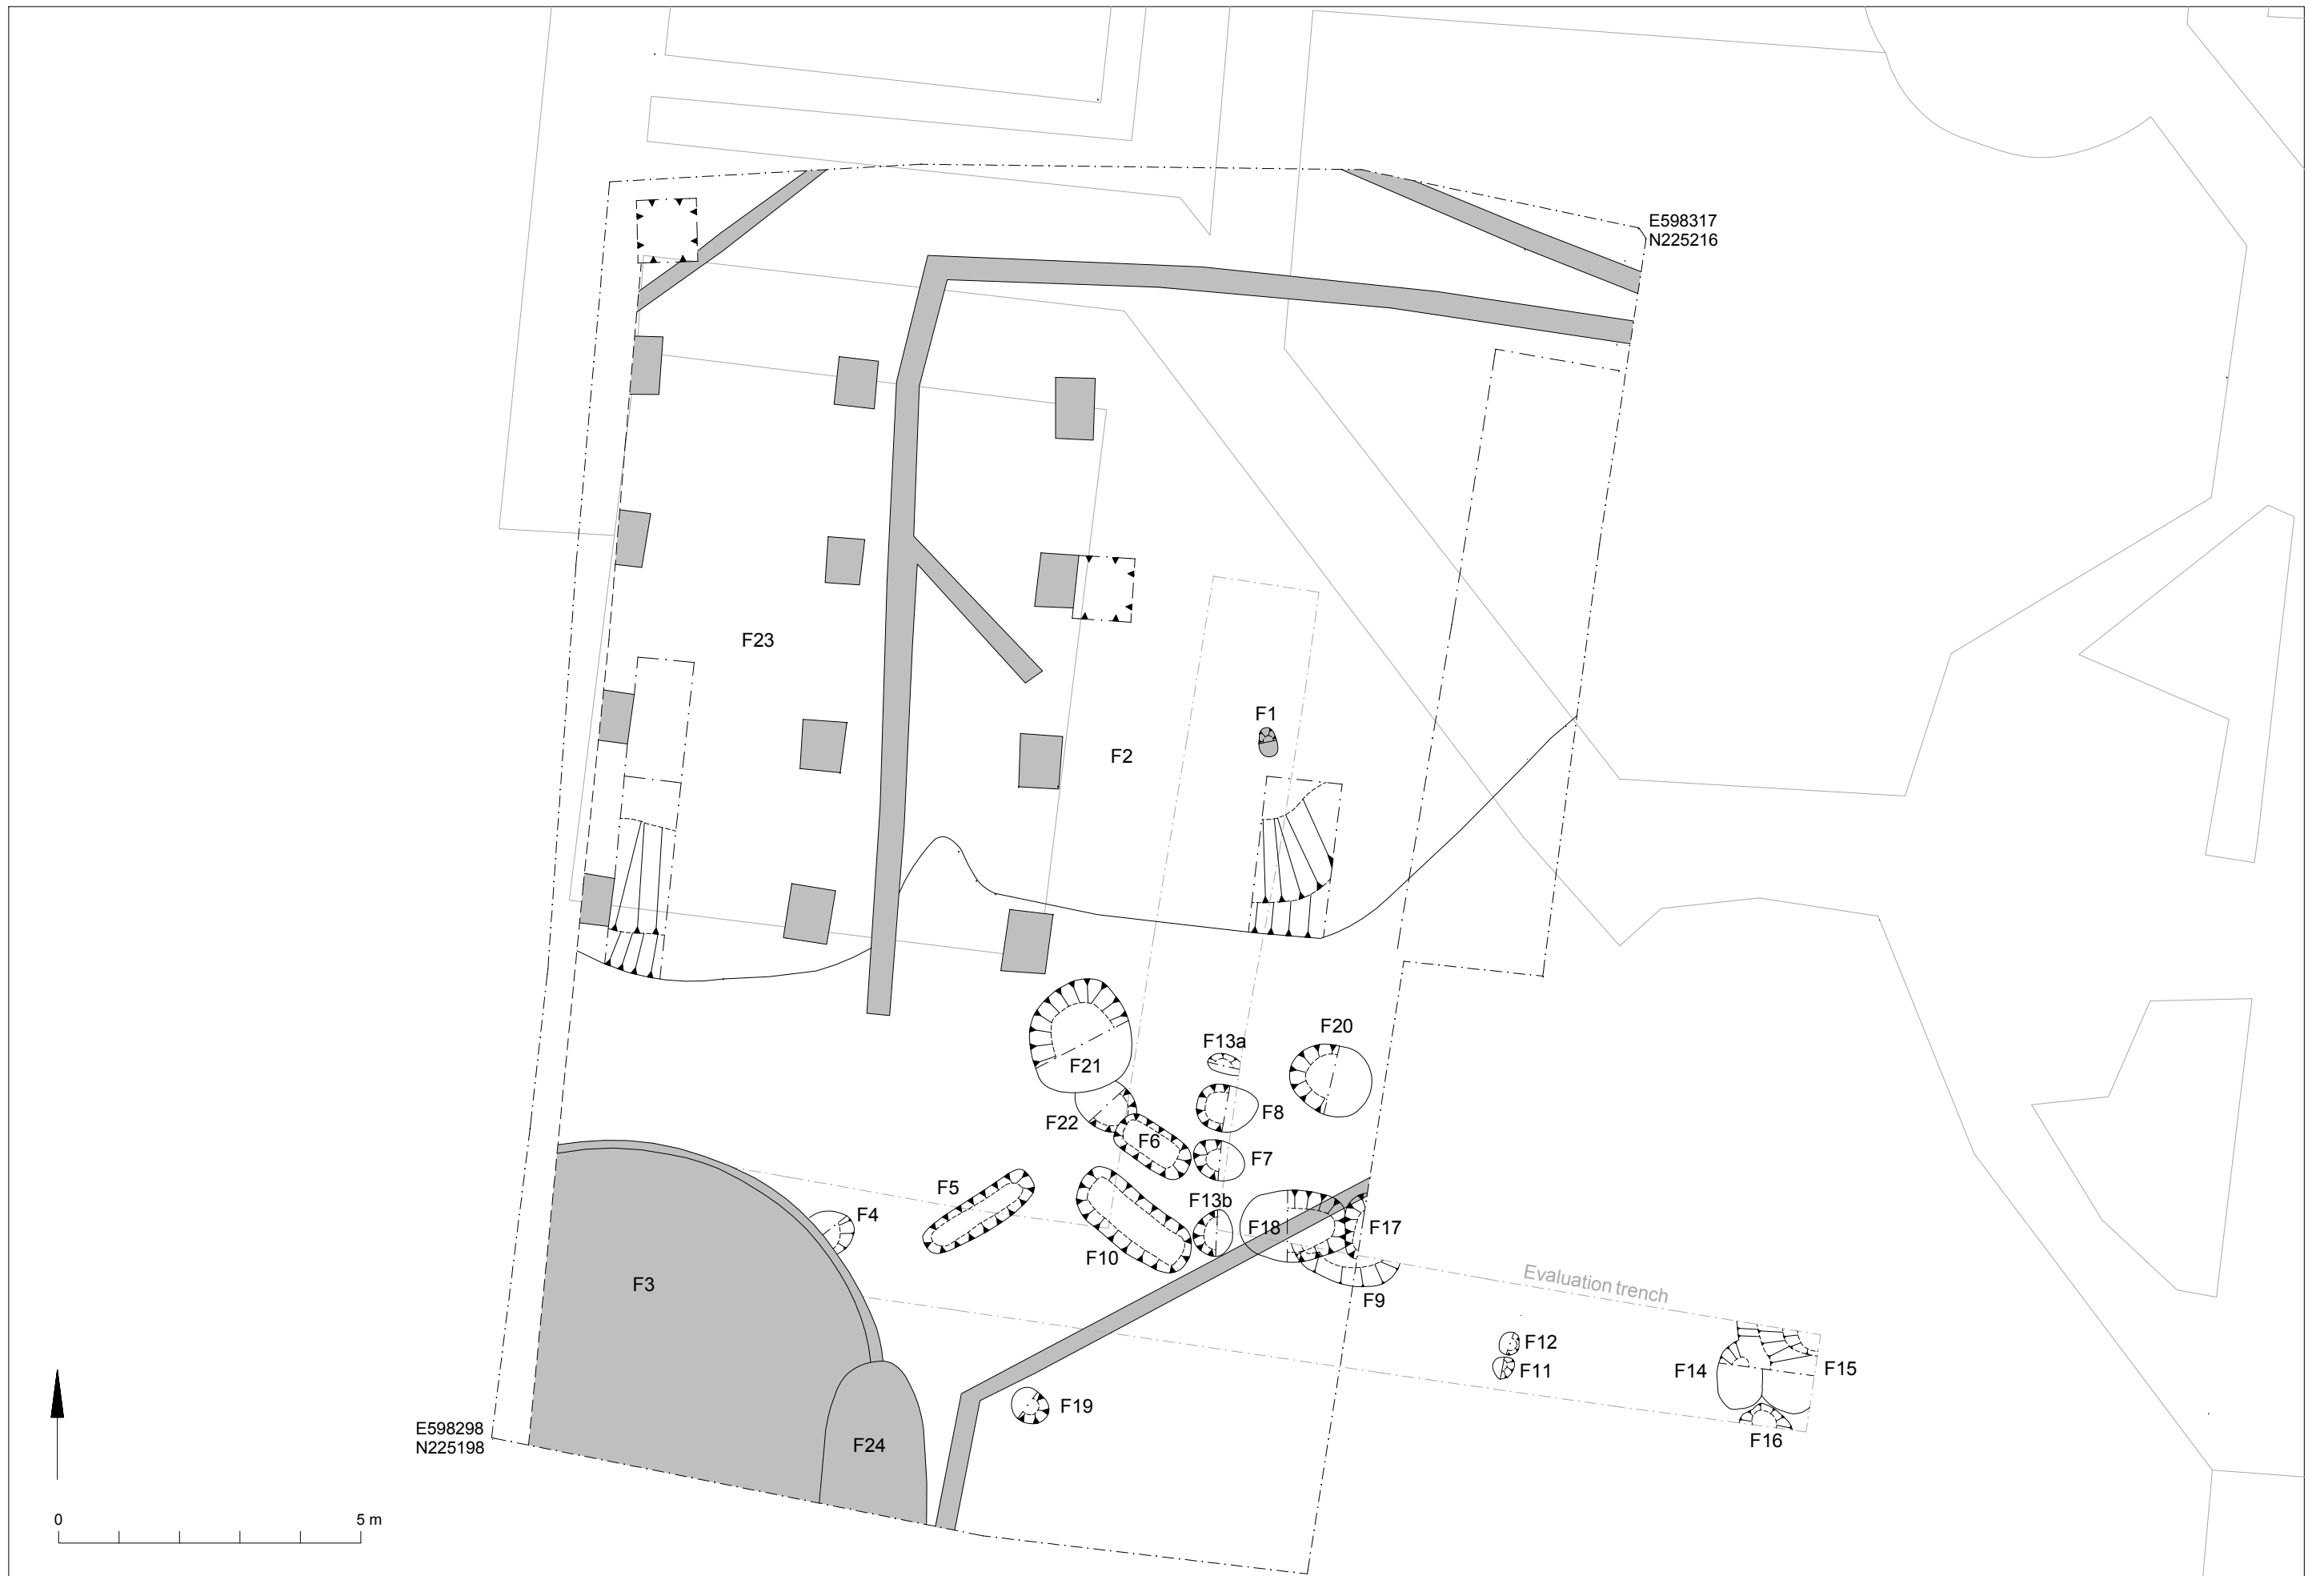 E598317
N225216
F23
F1
F2
F20
F13a
F21
F8
F22
F6
F7
F5
F13b
F4
F18
F17
F10
F3
Evaluation trench
F9
F12
F14
F11
F15
F19
F16
E598298
N225198
F24
0
5 m